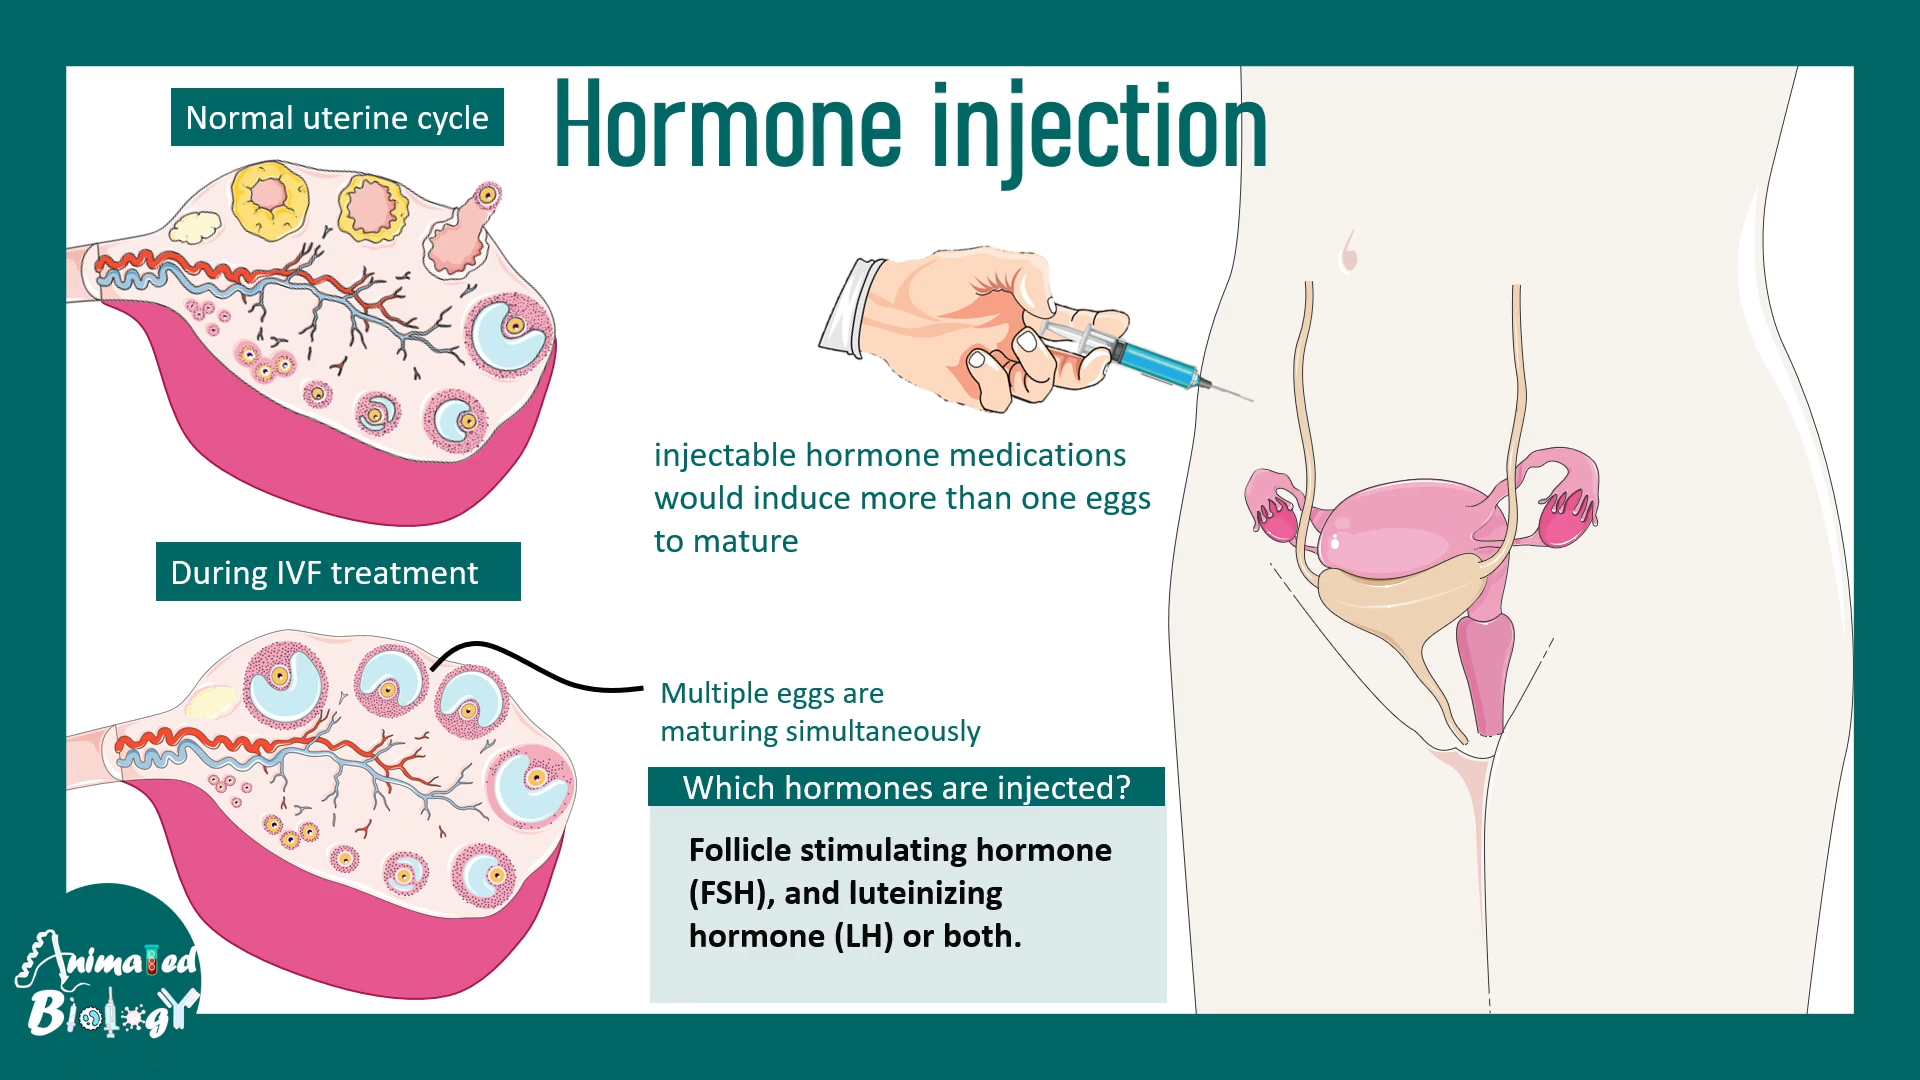 Hormone injection
Normal uterine cycle
injectable hormone medications
would induce more than one eggs
to mature
During IVF treatment
Multiple eggs are
maturing simultaneously
Which hormones are injected?
Follicle stimulating hormone
(FSH), and luteinizing
hormone (LH) or both.
Animated
Biology